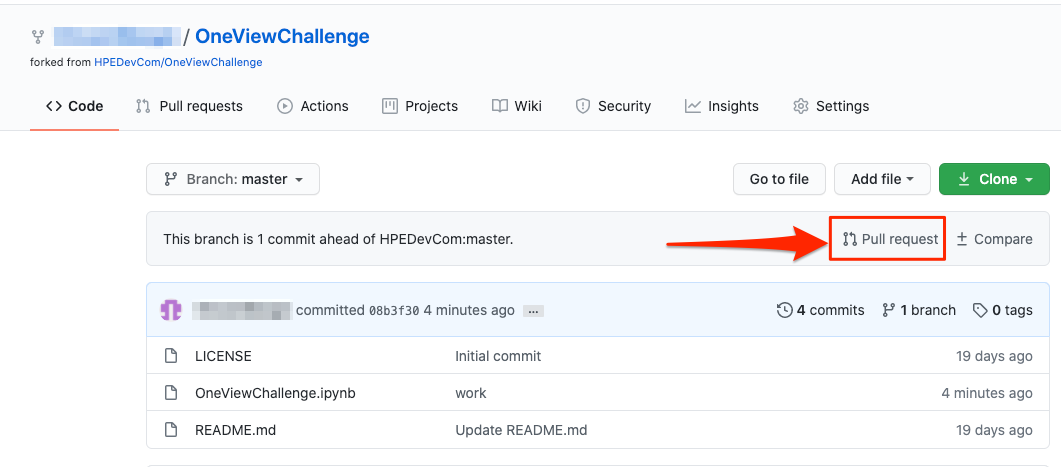 / OneViewChallenge
forked from HPEDevCom/OneViewChallenge
Code Pull requests Actions Projects Wiki Security Insights Settings
Branch: master Go to file Add file Clone
This branch is 1 commit ahead of HPEDevCom:master. Pull request Compare
committed 08b3f30 4 minutes ago ... 4 commits 1 branch 0 tags
LICENSE Initial commit 19 days ago
OneViewChallenge.ipynb work 4 minutes ago
README.md Update README.md 19 days ago